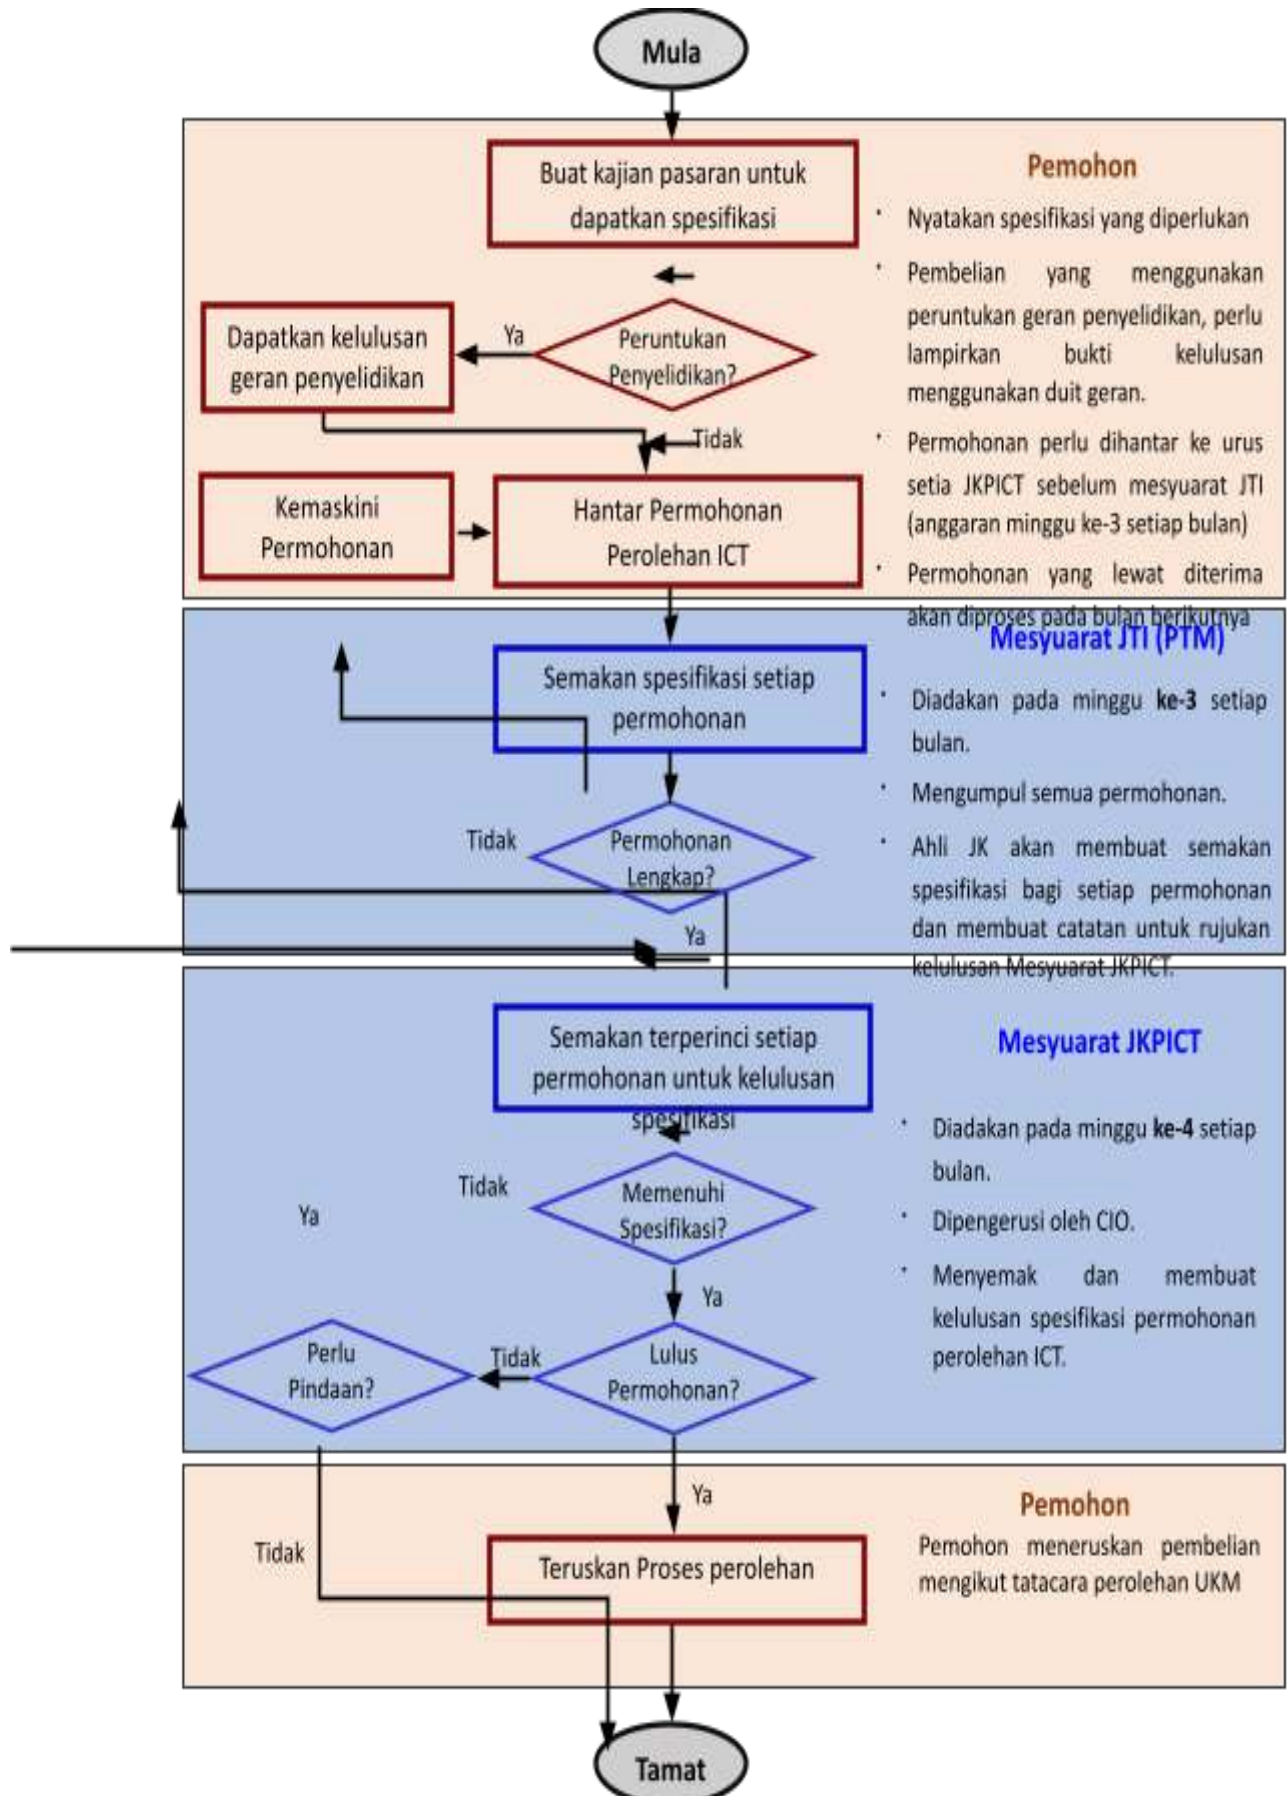 Mula
Buat kajian pasaran untuk
dapatkan spesifikasi
Pemohon
· Nyatakan spesifikasi yang diperlukan
· Pembelian yang menggunakan
peruntukan geran penyelidikan, perlu
lampirkan bukti kelulusan
menggunakan duit geran.
· Permohonan perlu dihantar ke urus
setia JKPICT sebelum mesyuarat JTI
(anggaran minggu ke-3 setiap bulan)
· Permohonan yang lewat diterima
akan diproses pada bulan berikutnya
Peruntukan
Penyelidikan?
Ya
Dapatkan kelulusan
geran penyelidikan
Tidak
Kemaskini
Permohonan
Hantar Permohonan
Perolehan ICT
Mesyuarat JTI (PTM)
· Diadakan pada minggu ke-3 setiap
bulan.
· Mengumpul semua permohonan.
· Ahli JK akan membuat semakan
spesifikasi bagi setiap permohonan
dan membuat catatan untuk rujukan
kelulusan Mesyuarat JKPICT.
Semakan spesifikasi setiap
permohonan
Tidak
Permohonan
Lengkap?
Ya
Semakan terperinci setiap
permohonan untuk kelulusan
spesifikasi
Mesyuarat JKPICT
· Diadakan pada minggu ke-4 setiap
bulan.
· Dipengerusi oleh CIO.
· Menyemak dan membuat
kelulusan spesifikasi permohonan
perolehan ICT.
Tidak
Memenuhi
Spesifikasi?
Ya
Ya
Perlu
Pindaan?
Tidak
Lulus
Permohonan?
Ya
Tidak
Teruskan Proses perolehan
Pemohon
Pemohon meneruskan pembelian
mengikut tatacara perolehan UKM
Tamat